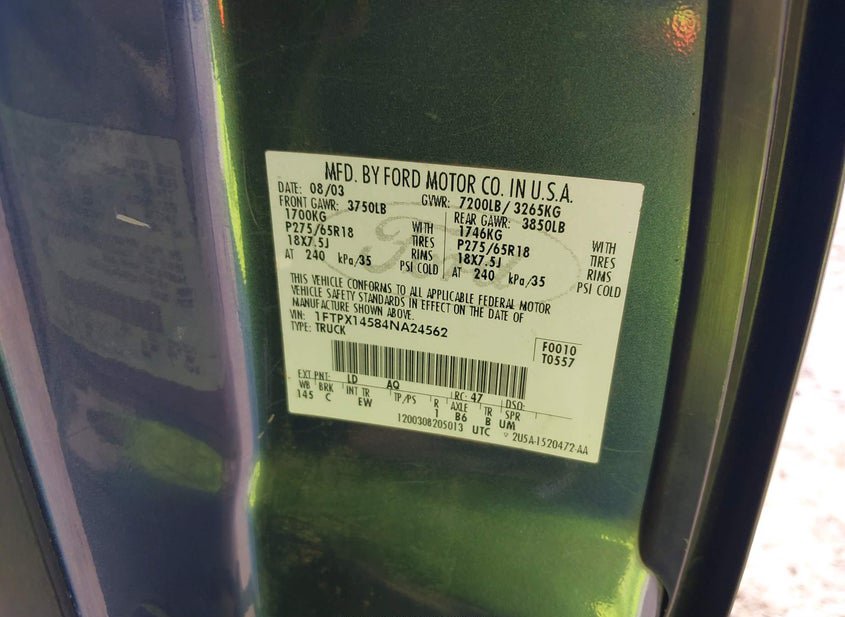 MFD. BY FORD MOTOR CO. IN U.S.A.
DATE: 08/03 GVWR: 7200LB/ 3265KG
FRONT GAWR: 3750LB REAR GAWR: 3850LB
1700KG WITH 1746KG WITH
P275/65R18 TIRES P275/65R18 TIRES
18X7.5J RIMS 18X7.5J RIMS
AT 240 kPa/35 PSI COLD AT 240 kPa/35 PSI COLD
THIS VEHICLE CONFORMS TO ALL APPLICABLE FEDERAL MOTOR
VEHICLE SAFETY STANDARDS IN EFFECT ON THE DATE OF
MANUFACTURE SHOWN ABOVE.
VIN: 1FTPX14584NA24562
TYPE: TRUCK
F0010
T0557
EXT PNT: LD AQ RC: 47 DSO:
WB BRK INT TR TP/PS R AXLE TR SPR
145 C EW 1 B6 B UM
1200308205013 UTC 2U5A-1520472-AA
Ford